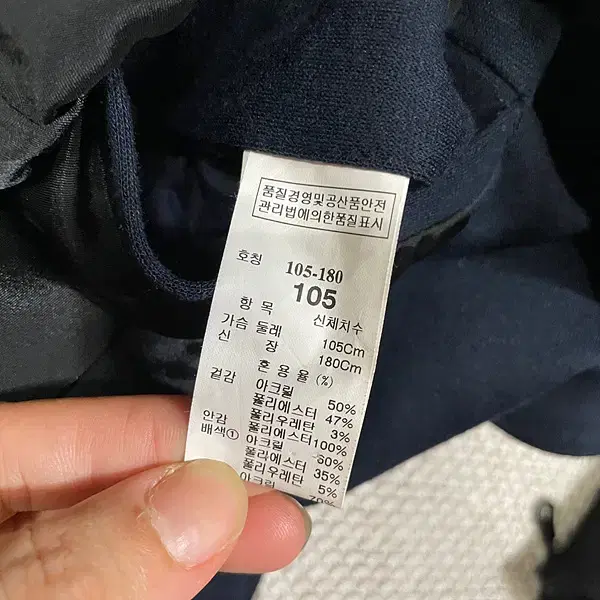 품질경영및공산품안전
관리법에의한품질표시
호칭 105-180
105
항 목 신체치수
가슴 둘레 105Cm
신 장 180Cm
혼 용 율 (%)
겉감 아크릴 50%
폴리에스터 47%
폴리우레탄 3%
안감 폴리에스터 100%
배색① 아크릴 60%
폴리에스터 35%
폴리우레탄 5%
아크릴 70%